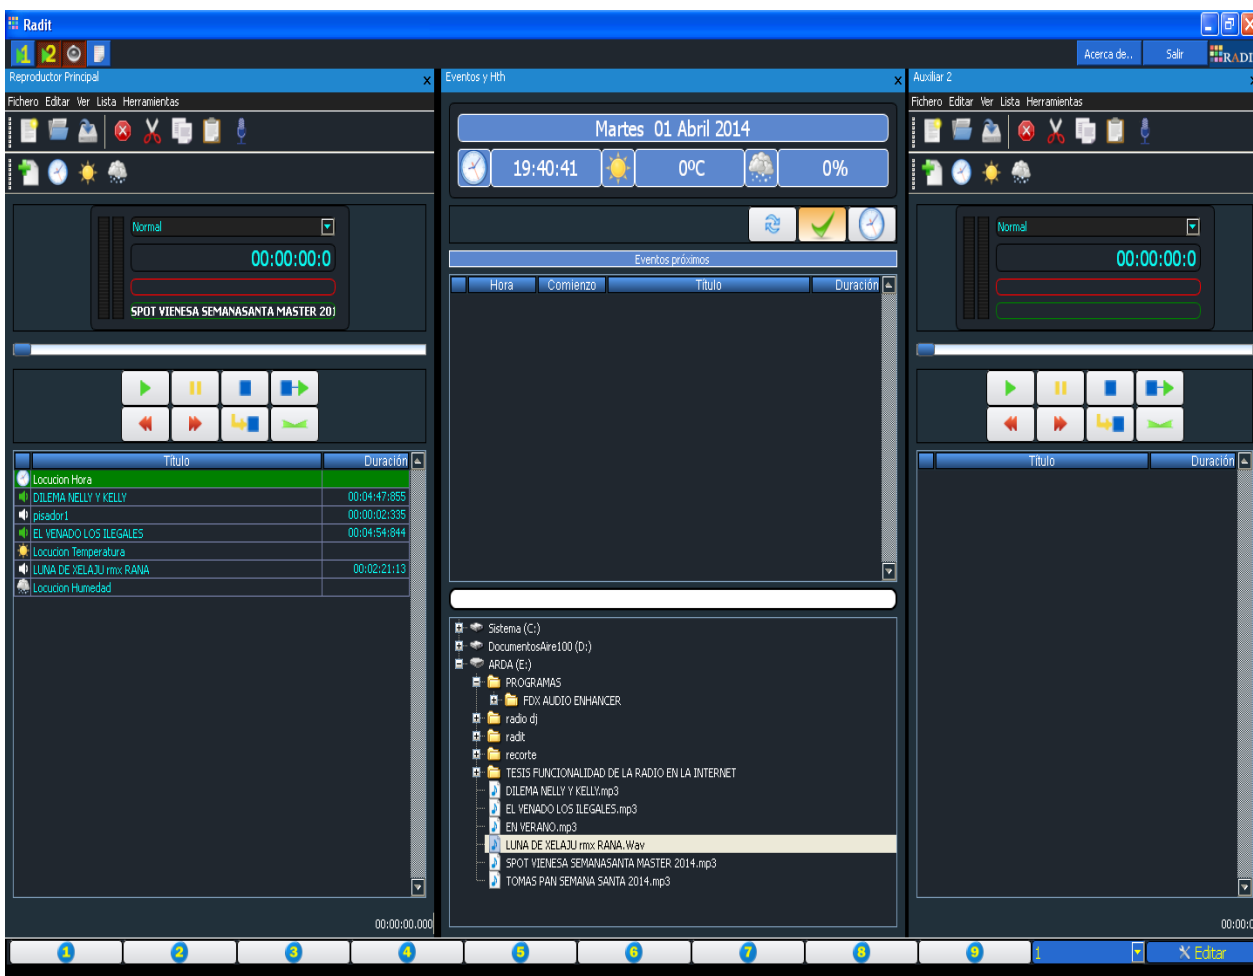 Radit
1 2
Acerca de.. Salir RADI
Reproductor Principal x
Fichero Editar Ver Lista Herramientas
Normal
00:00:00:0
SPOT VIENESA SEMANASANTA MASTER 201
Título Duración
Locucion Hora
DILEMA NELLY Y KELLY 00:04:47:855
pisador1 00:00:02:335
EL VENADO LOS ILEGALES 00:04:54:844
Locucion Temperatura
LUNA DE XELAJU rmx RANA 00:02:21:13
Locucion Humedad
00:00:00.000
Eventos y Hth x
Martes 01 Abril 2014
19:40:41 0ºC 0%
Eventos próximos
Hora Comienzo Título Duración
Sistema (C:)
DocumentosAire100 (D:)
ARDA (E:)
PROGRAMAS
FDX AUDIO ENHANCER
radio dj
radit
recorte
TESIS FUNCIONALIDAD DE LA RADIO EN LA INTERNET
DILEMA NELLY Y KELLY.mp3
EL VENADO LOS ILEGALES.mp3
EN VERANO.mp3
LUNA DE XELAJU rmx RANA.Wav
SPOT VIENESA SEMANASANTA MASTER 2014.mp3
TOMAS PAN SEMANA SANTA 2014.mp3
Auxiliar 2
Fichero Editar Ver Lista Herramientas
Normal
00:00:00:0
Título Duración
00:00:0
1 2 3 4 5 6 7 8 9 1 Editar